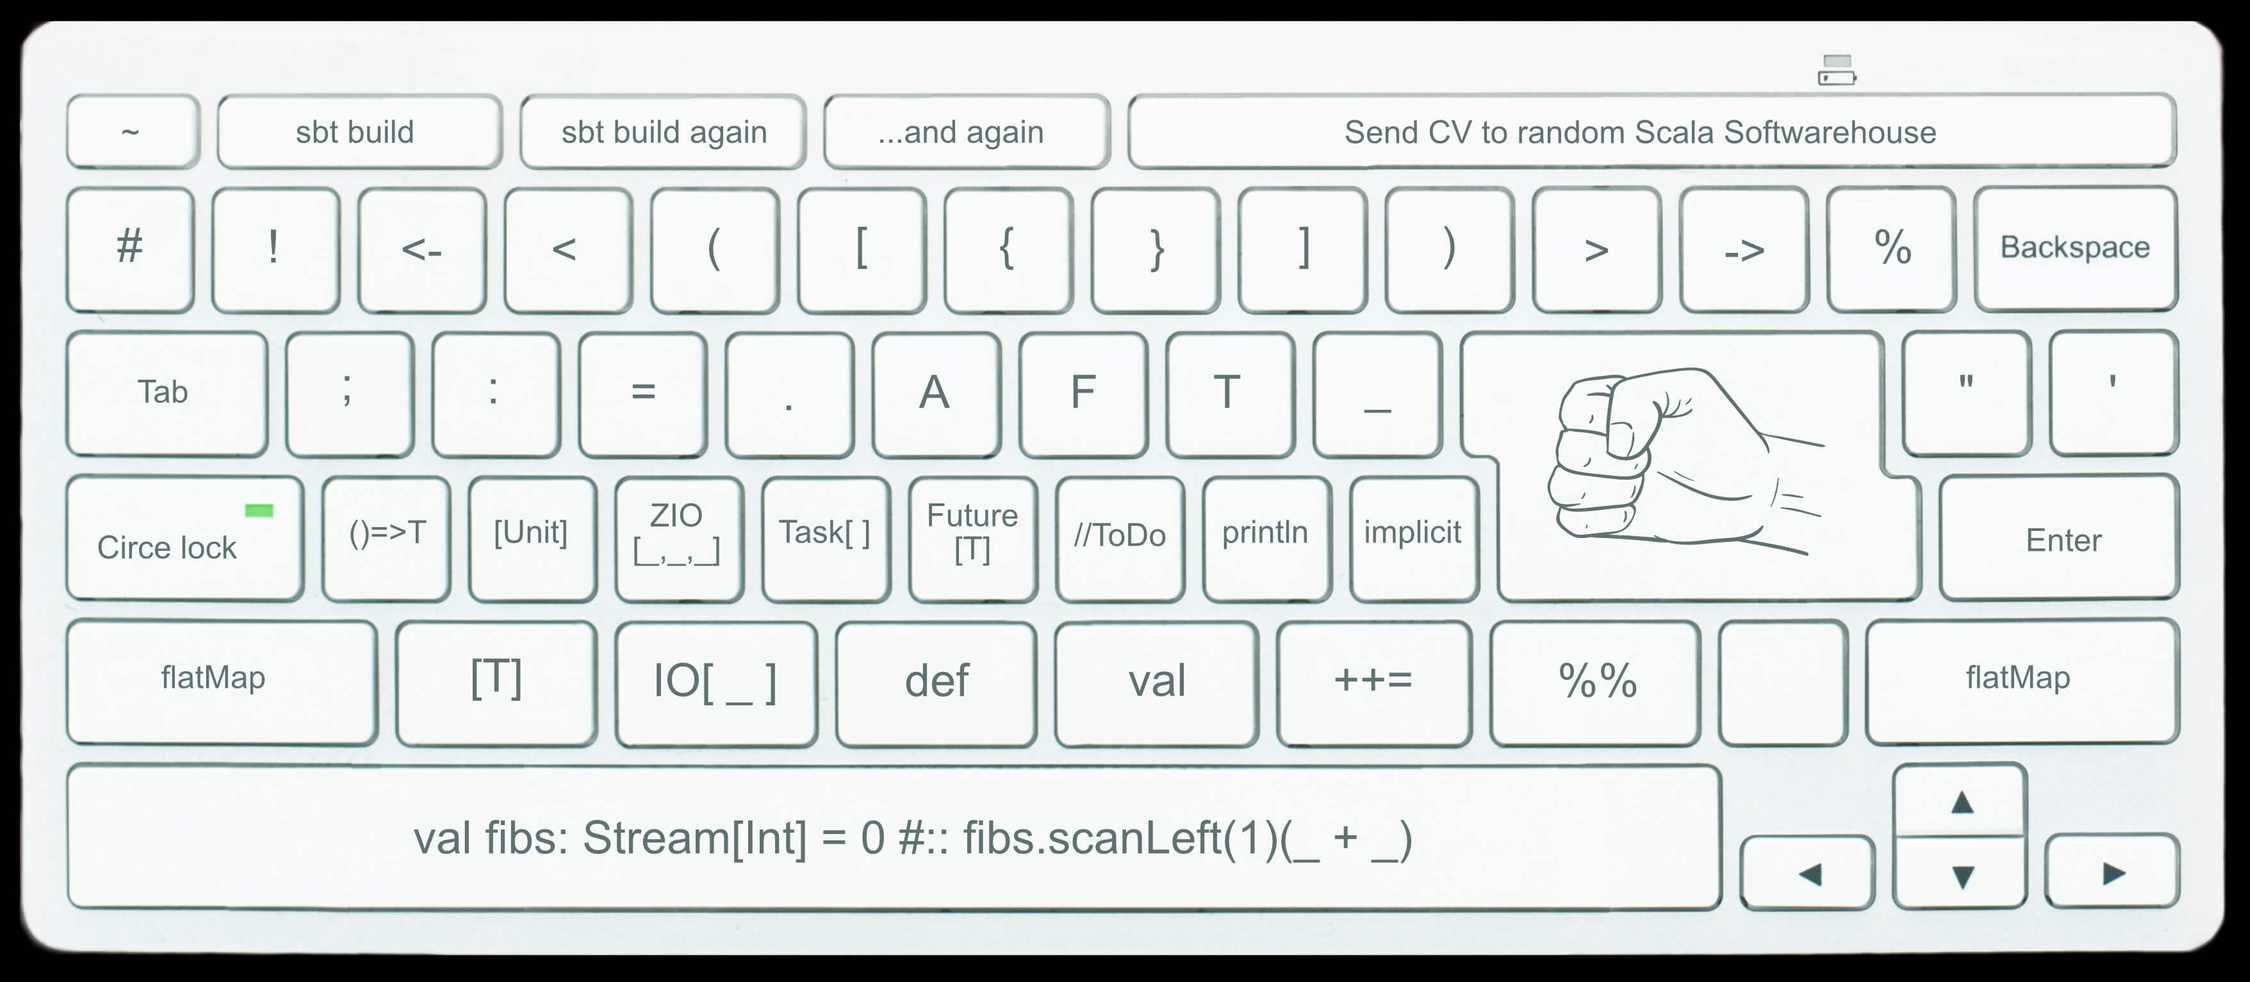 ~ sbt build sbt build again ...and again Send CV to random Scala Softwarehouse
# ! <- < ( [ { } ] ) > -> % Backspace
Tab ; : = . A F T _ " '
Circe lock ()=>T [Unit] ZIO [_,_,_] Task[ ] Future [T] //ToDo println implicit Enter
flatMap [T] IO[ _ ] def val ++= %% flatMap
val fibs: Stream[Int] = 0 #:: fibs.scanLeft(1)(_ + _) ◀ ▲ ▼ ▶